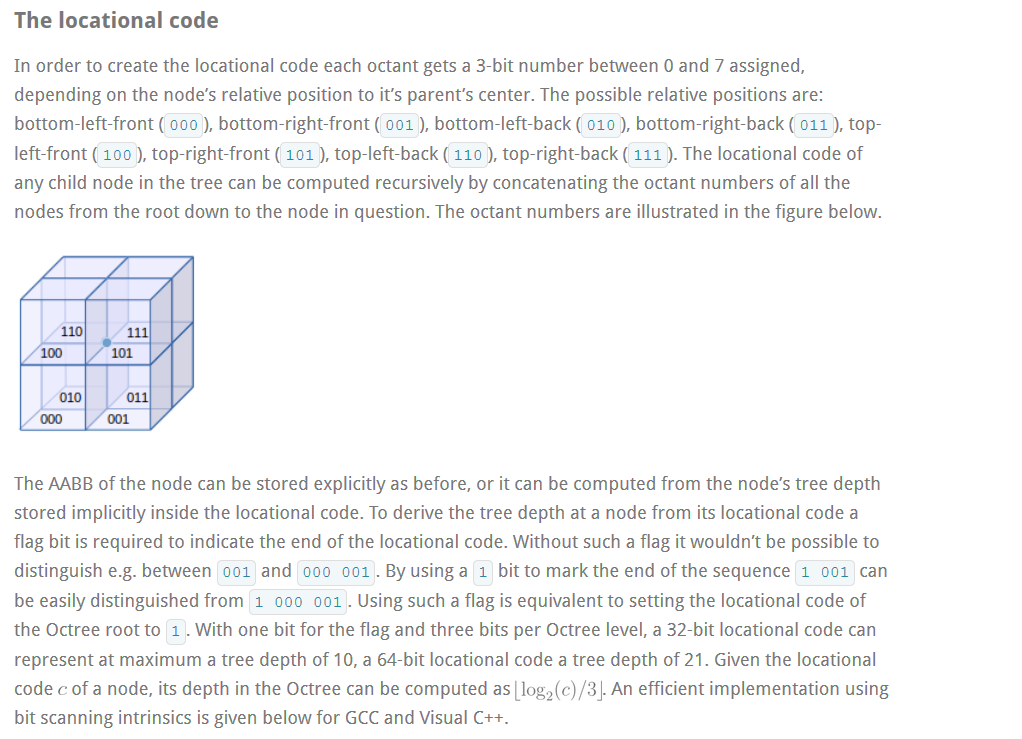 The locational code
In order to create the locational code each octant gets a 3-bit number between 0 and 7 assigned,
depending on the node's relative position to it's parent's center. The possible relative positions are:
bottom-left-front ( 000 ), bottom-right-front ( 001 ), bottom-left-back ( 010 ), bottom-right-back ( 011 ), top-
left-front ( 100 ), top-right-front ( 101 ), top-left-back ( 110 ), top-right-back ( 111 ). The locational code of
any child node in the tree can be computed recursively by concatenating the octant numbers of all the
nodes from the root down to the node in question. The octant numbers are illustrated in the figure below.
110 111
100 101
010 011
000 001
The AABB of the node can be stored explicitly as before, or it can be computed from the node's tree depth
stored implicitly inside the locational code. To derive the tree depth at a node from its locational code a
flag bit is required to indicate the end of the locational code. Without such a flag it wouldn't be possible to
distinguish e.g. between 001 and 000 001 . By using a 1 bit to mark the end of the sequence 1 001 can
be easily distinguished from 1 000 001 . Using such a flag is equivalent to setting the locational code of
the Octree root to 1 . With one bit for the flag and three bits per Octree level, a 32-bit locational code can
represent at maximum a tree depth of 10, a 64-bit locational code a tree depth of 21. Given the locational
code c of a node, its depth in the Octree can be computed as ⌊log₂(c)/3⌋. An efficient implementation using
bit scanning intrinsics is given below for GCC and Visual C++.